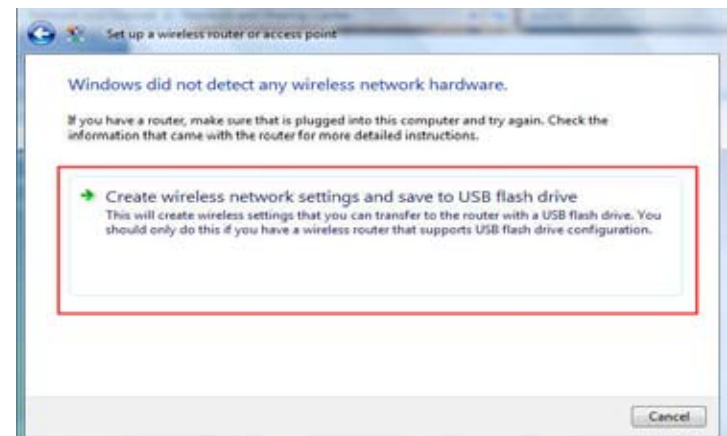 Set up a wireless router or access point
Windows did not detect any wireless network hardware.
If you have a router, make sure that is plugged into this computer and try again. Check the
information that came with the router for more detailed instructions.
Create wireless network settings and save to USB flash drive
This will create wireless settings that you can transfer to the router with a USB flash drive. You
should only do this if you have a wireless router that supports USB flash drive configuration.
Cancel